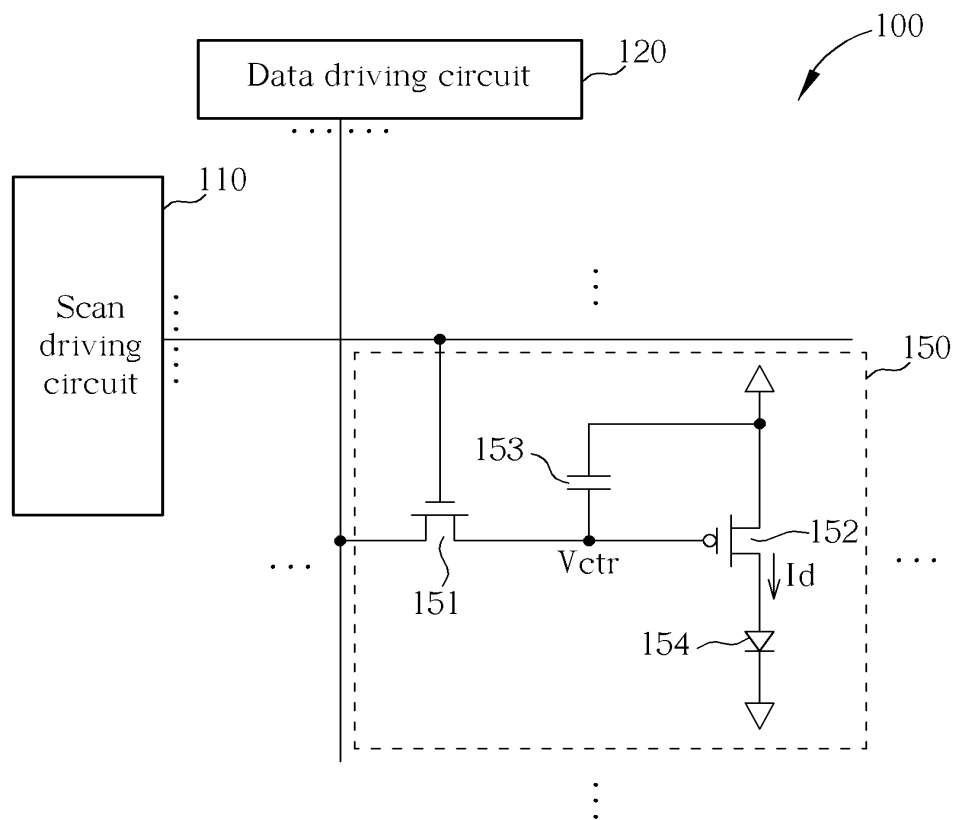 100
120
Data driving circuit
110
Scan
driving
circuit
150
153
152
Vctr
Id
151
154